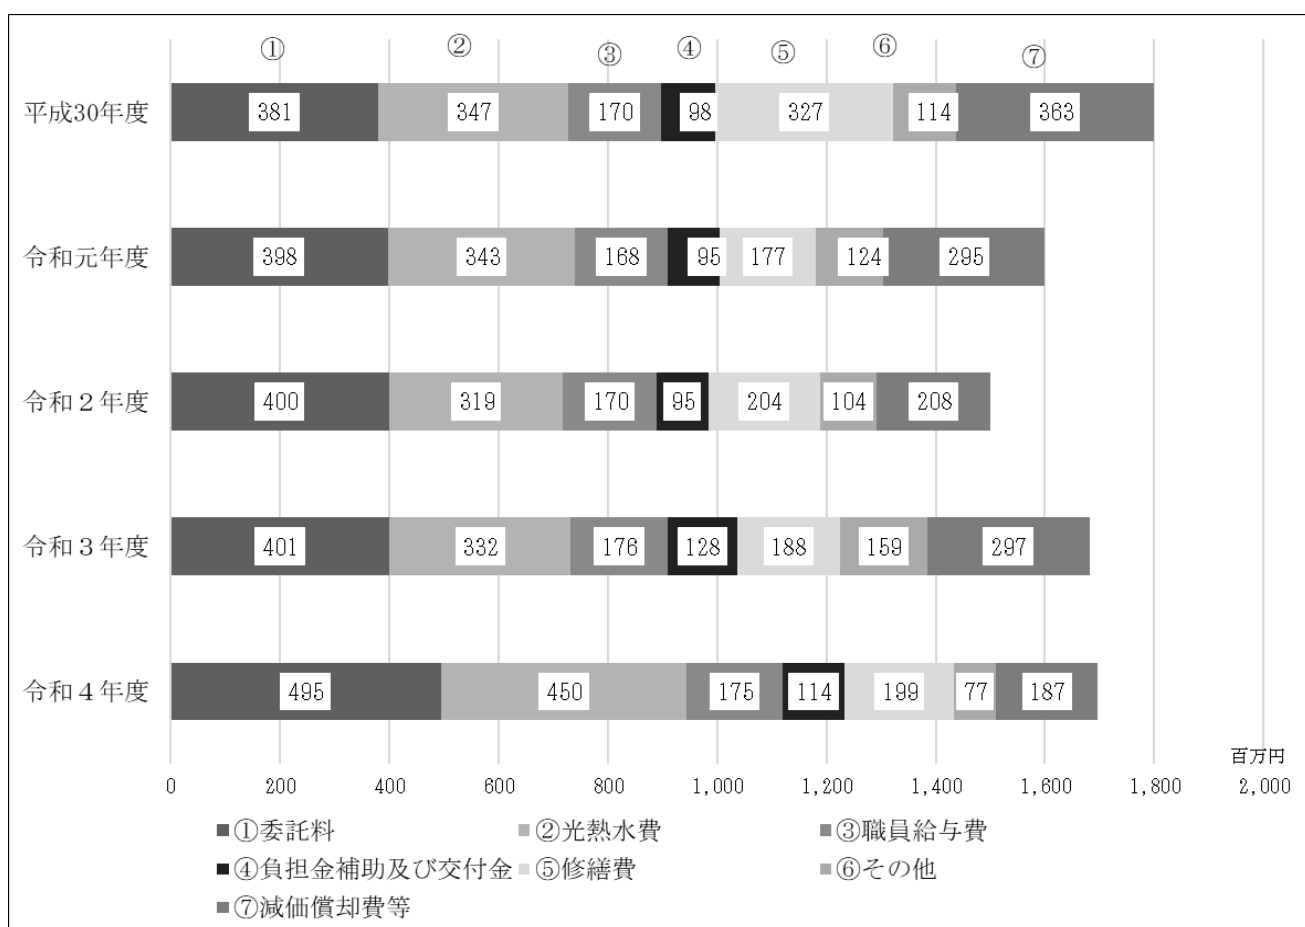 ① ② ③ ④ ⑤ ⑥ ⑦
平成30年度 381 347 170 98 327 114 363
令和元年度 398 343 168 95 177 124 295
令和２年度 400 319 170 95 204 104 208
令和３年度 401 332 176 128 188 159 297
令和４年度 495 450 175 114 199 77 187
百万円
0 200 400 600 800 1,000 1,200 1,400 1,600 1,800 2,000
①委託料 ②光熱水費 ③職員給与費
④負担金補助及び交付金 ⑤修繕費 ⑥その他
⑦減価償却費等